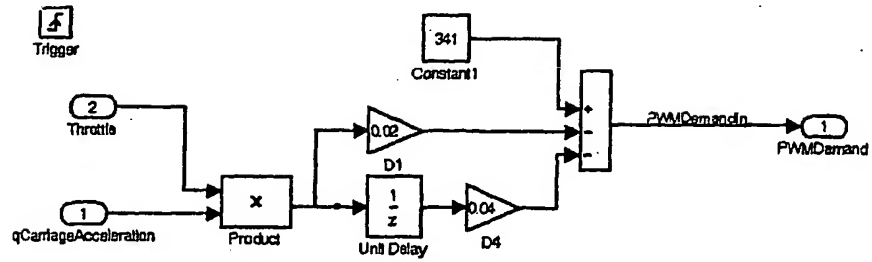 Trigger
341
Constant1
2
Throttle
0.02
D1
PWMDemandIn
1
PWMDemand
1
qCarriageAcceleration
x
Product
1
z
Unit Delay
0.04
D4
+
-
-